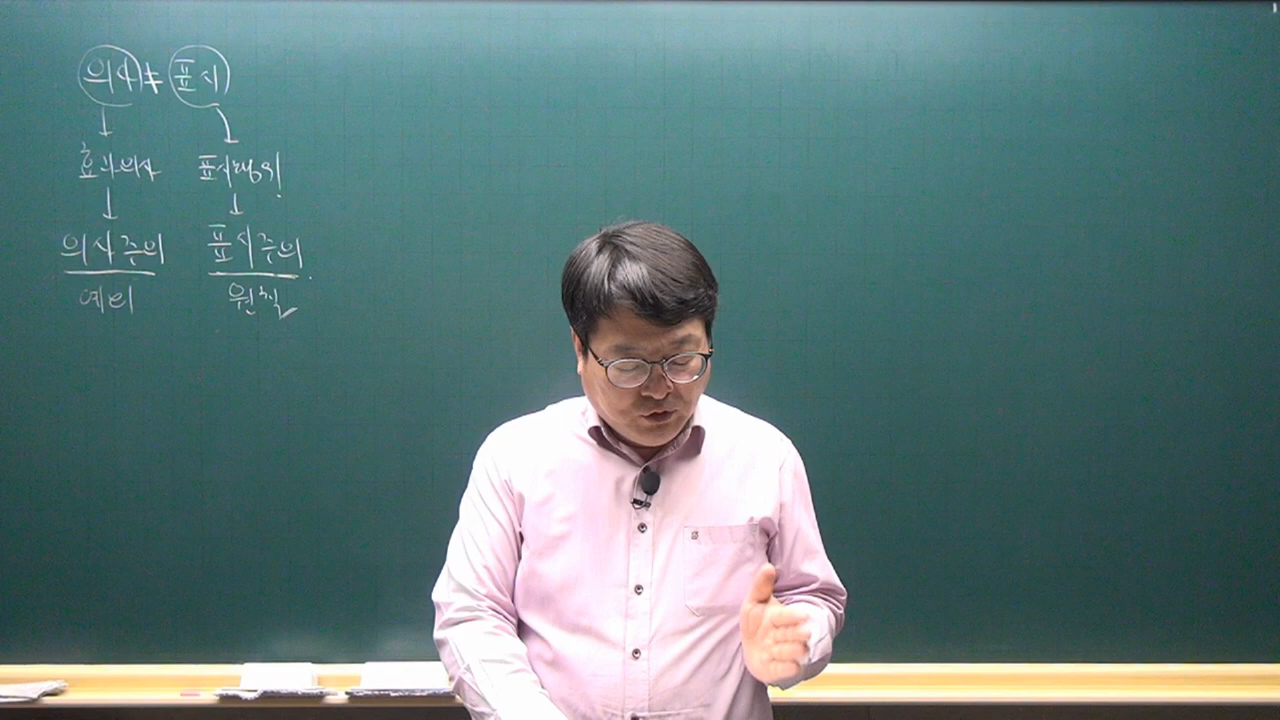 의사 ≠ 표시
↓ ↓
효과의사 표시행위
↓ ↓
의사주의 표시주의
예외 원칙